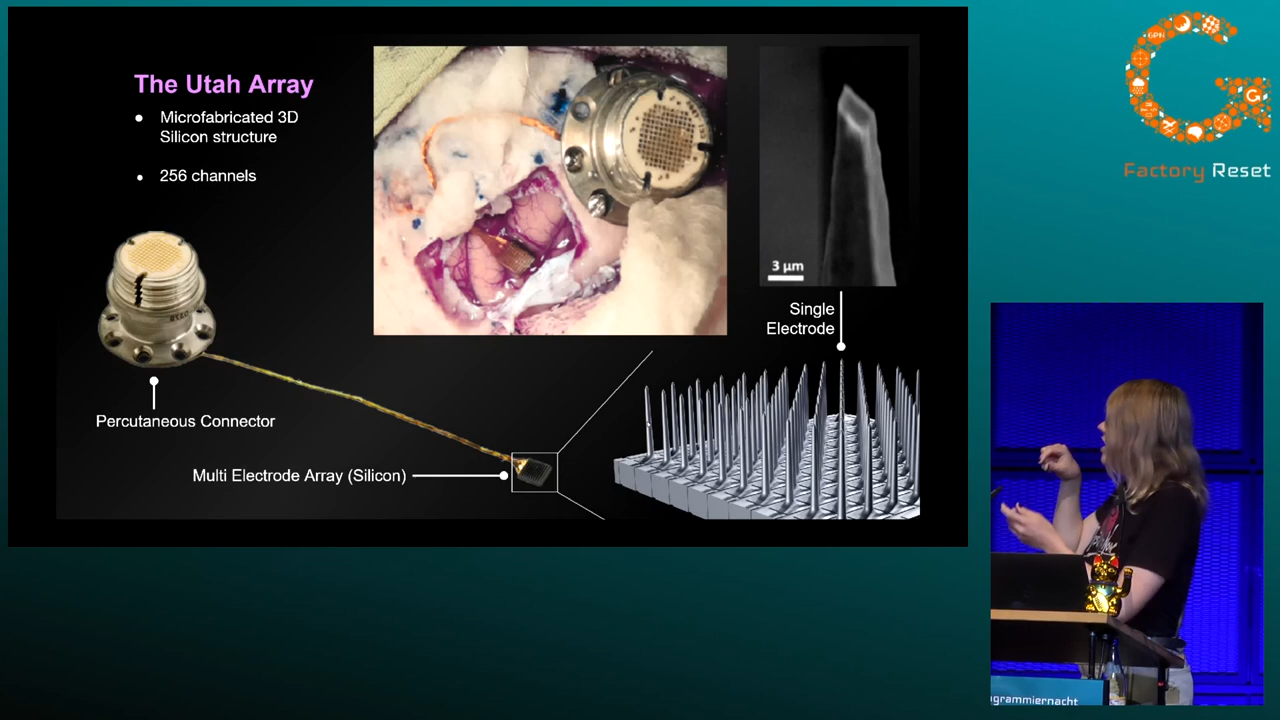 The Utah Array
● Microfabricated 3D
Silicon structure
● 256 channels
3 μm
Single
Electrode
Percutaneous Connector
Multi Electrode Array (Silicon)
GPN
G
Factory Reset
grammiernacht